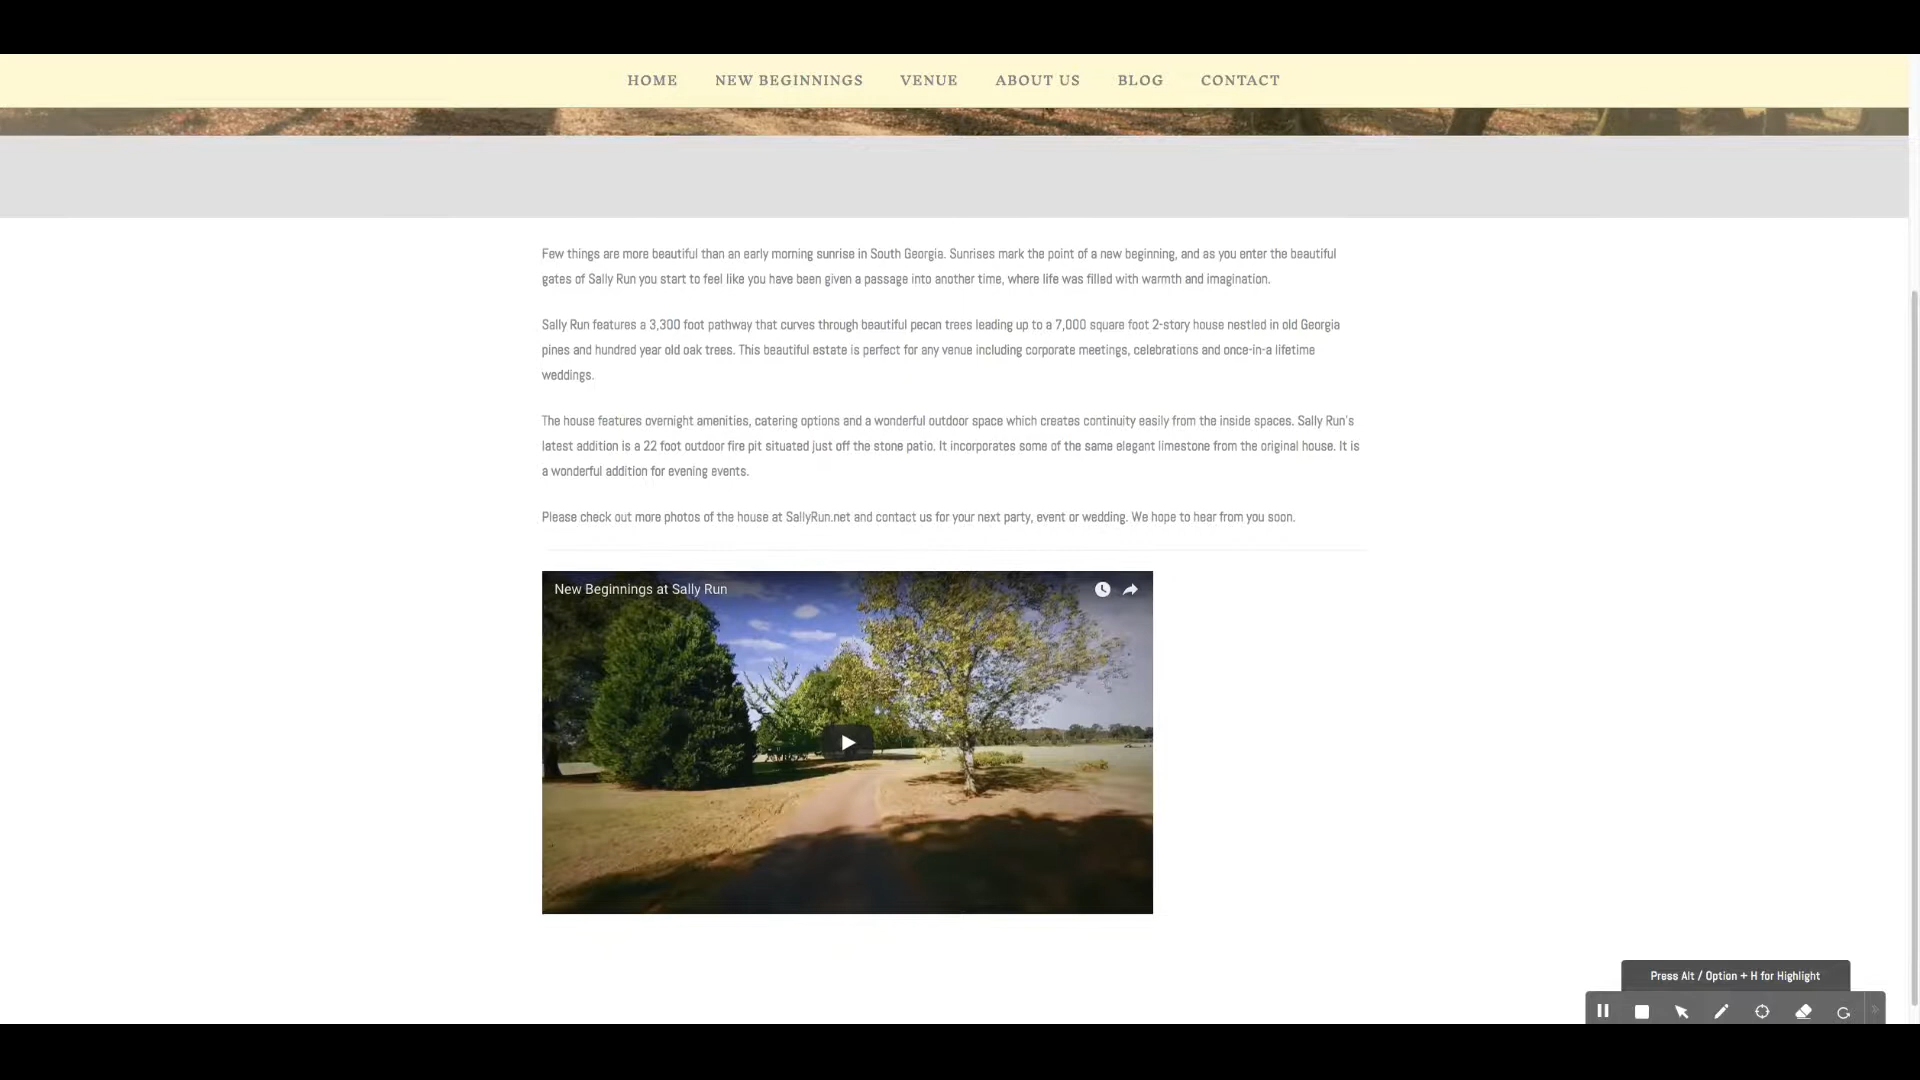 HOME NEW BEGINNINGS VENUE ABOUT US BLOG CONTACT
Few things are more beautiful than an early morning sunrise in South Georgia. Sunrises mark the point of a new beginning, and as you enter the beautiful
gates of Sally Run you start to feel like you have been given a passage into another time, where life was filled with warmth and imagination.
Sally Run features a 3,300 foot pathway that curves through beautiful pecan trees leading up to a 7,000 square foot 2-story house nestled in old Georgia
pines and hundred year old oak trees. This beautiful estate is perfect for any venue including corporate meetings, celebrations and once-in-a lifetime
weddings.
The house features overnight amenities, catering options and a wonderful outdoor space which creates continuity easily from the inside spaces. Sally Run's
latest addition is a 22 foot outdoor fire pit situated just off the stone patio. It incorporates some of the same elegant limestone from the original house. It is
a wonderful addition for evening events.
Please check out more photos of the house at SallyRun.net and contact us for your next party, event or wedding. We hope to hear from you soon.
New Beginnings at Sally Run
Press Alt / Option + H for Highlight